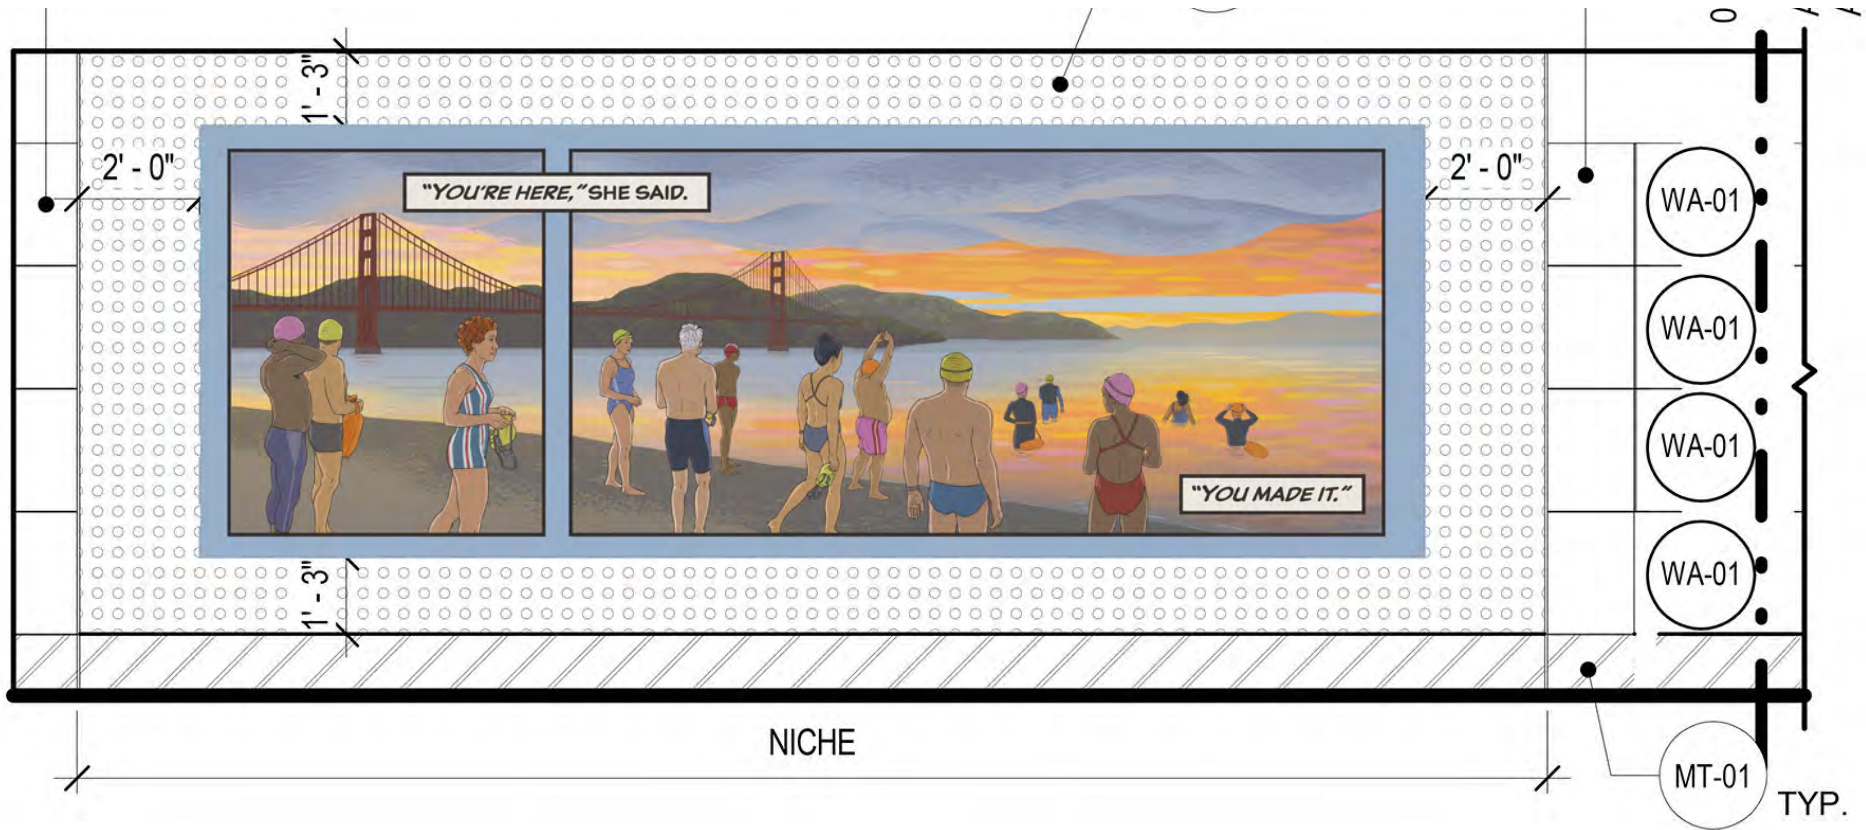 0
1' - 3"
2' - 0"
2' - 0"
"YOU'RE HERE," SHE SAID.
WA-01
WA-01
WA-01
"YOU MADE IT."
WA-01
1' - 3"
NICHE
MT-01
TYP.